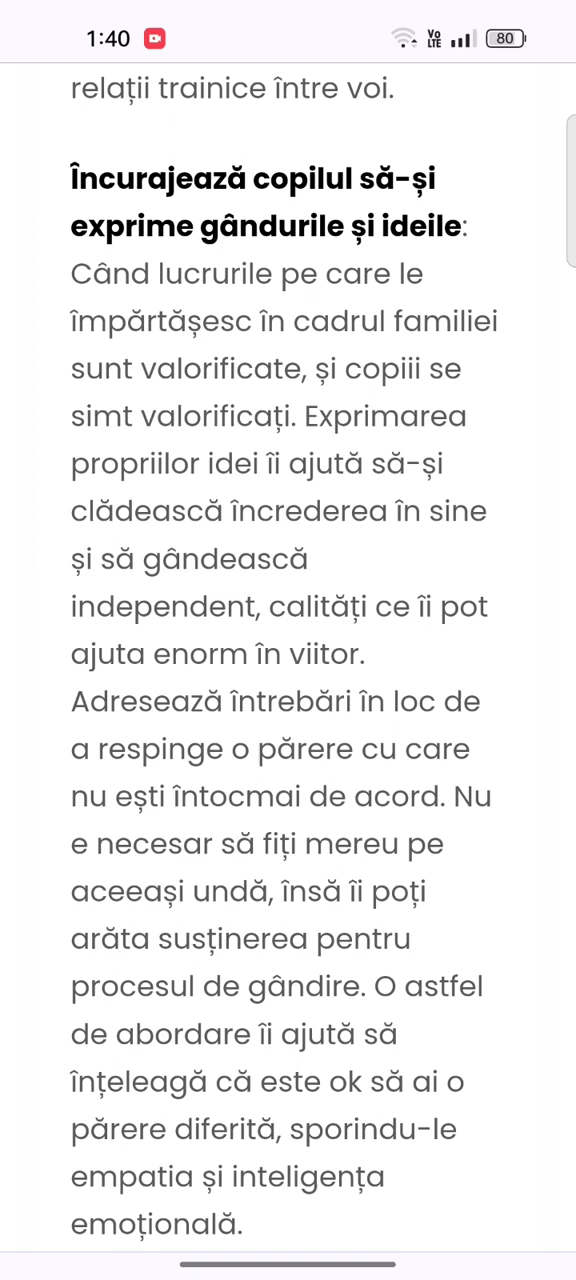 1:40
Vo
LTE
80
relații trainice între voi.
Încurajează copilul să-și
exprime gândurile și ideile:
Când lucrurile pe care le
împărtășesc în cadrul familiei
sunt valorificate, și copiii se
simt valorificați. Exprimarea
propriilor idei îi ajută să-și
clădească încrederea în sine
și să gândească
independent, calități ce îi pot
ajuta enorm în viitor.
Adresează întrebări în loc de
a respinge o părere cu care
nu ești întocmai de acord. Nu
e necesar să fiți mereu pe
aceeași undă, însă îi poți
arăta susținerea pentru
procesul de gândire. O astfel
de abordare îi ajută să
înțeleagă că este ok să ai o
părere diferită, sporindu-le
empatia și inteligența
emoțională.